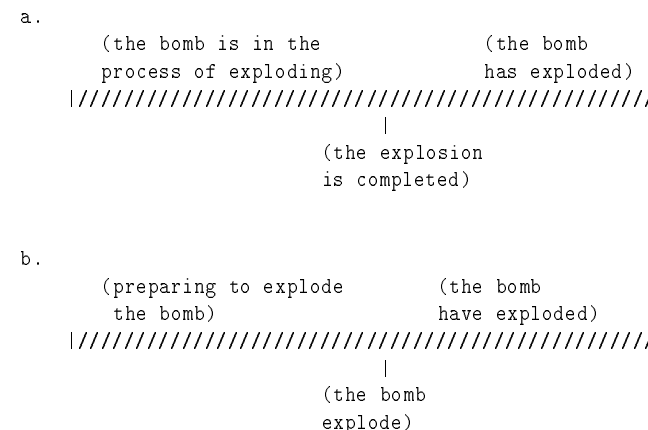 a.
(the bomb is in the (the bomb
process of exploding) has exploded)
|//////////////////////////////////////////////////
|
(the explosion
is completed)
b.
(preparing to explode (the bomb
the bomb) have exploded)
|//////////////////////////////////////////////////
|
(the bomb
explode)